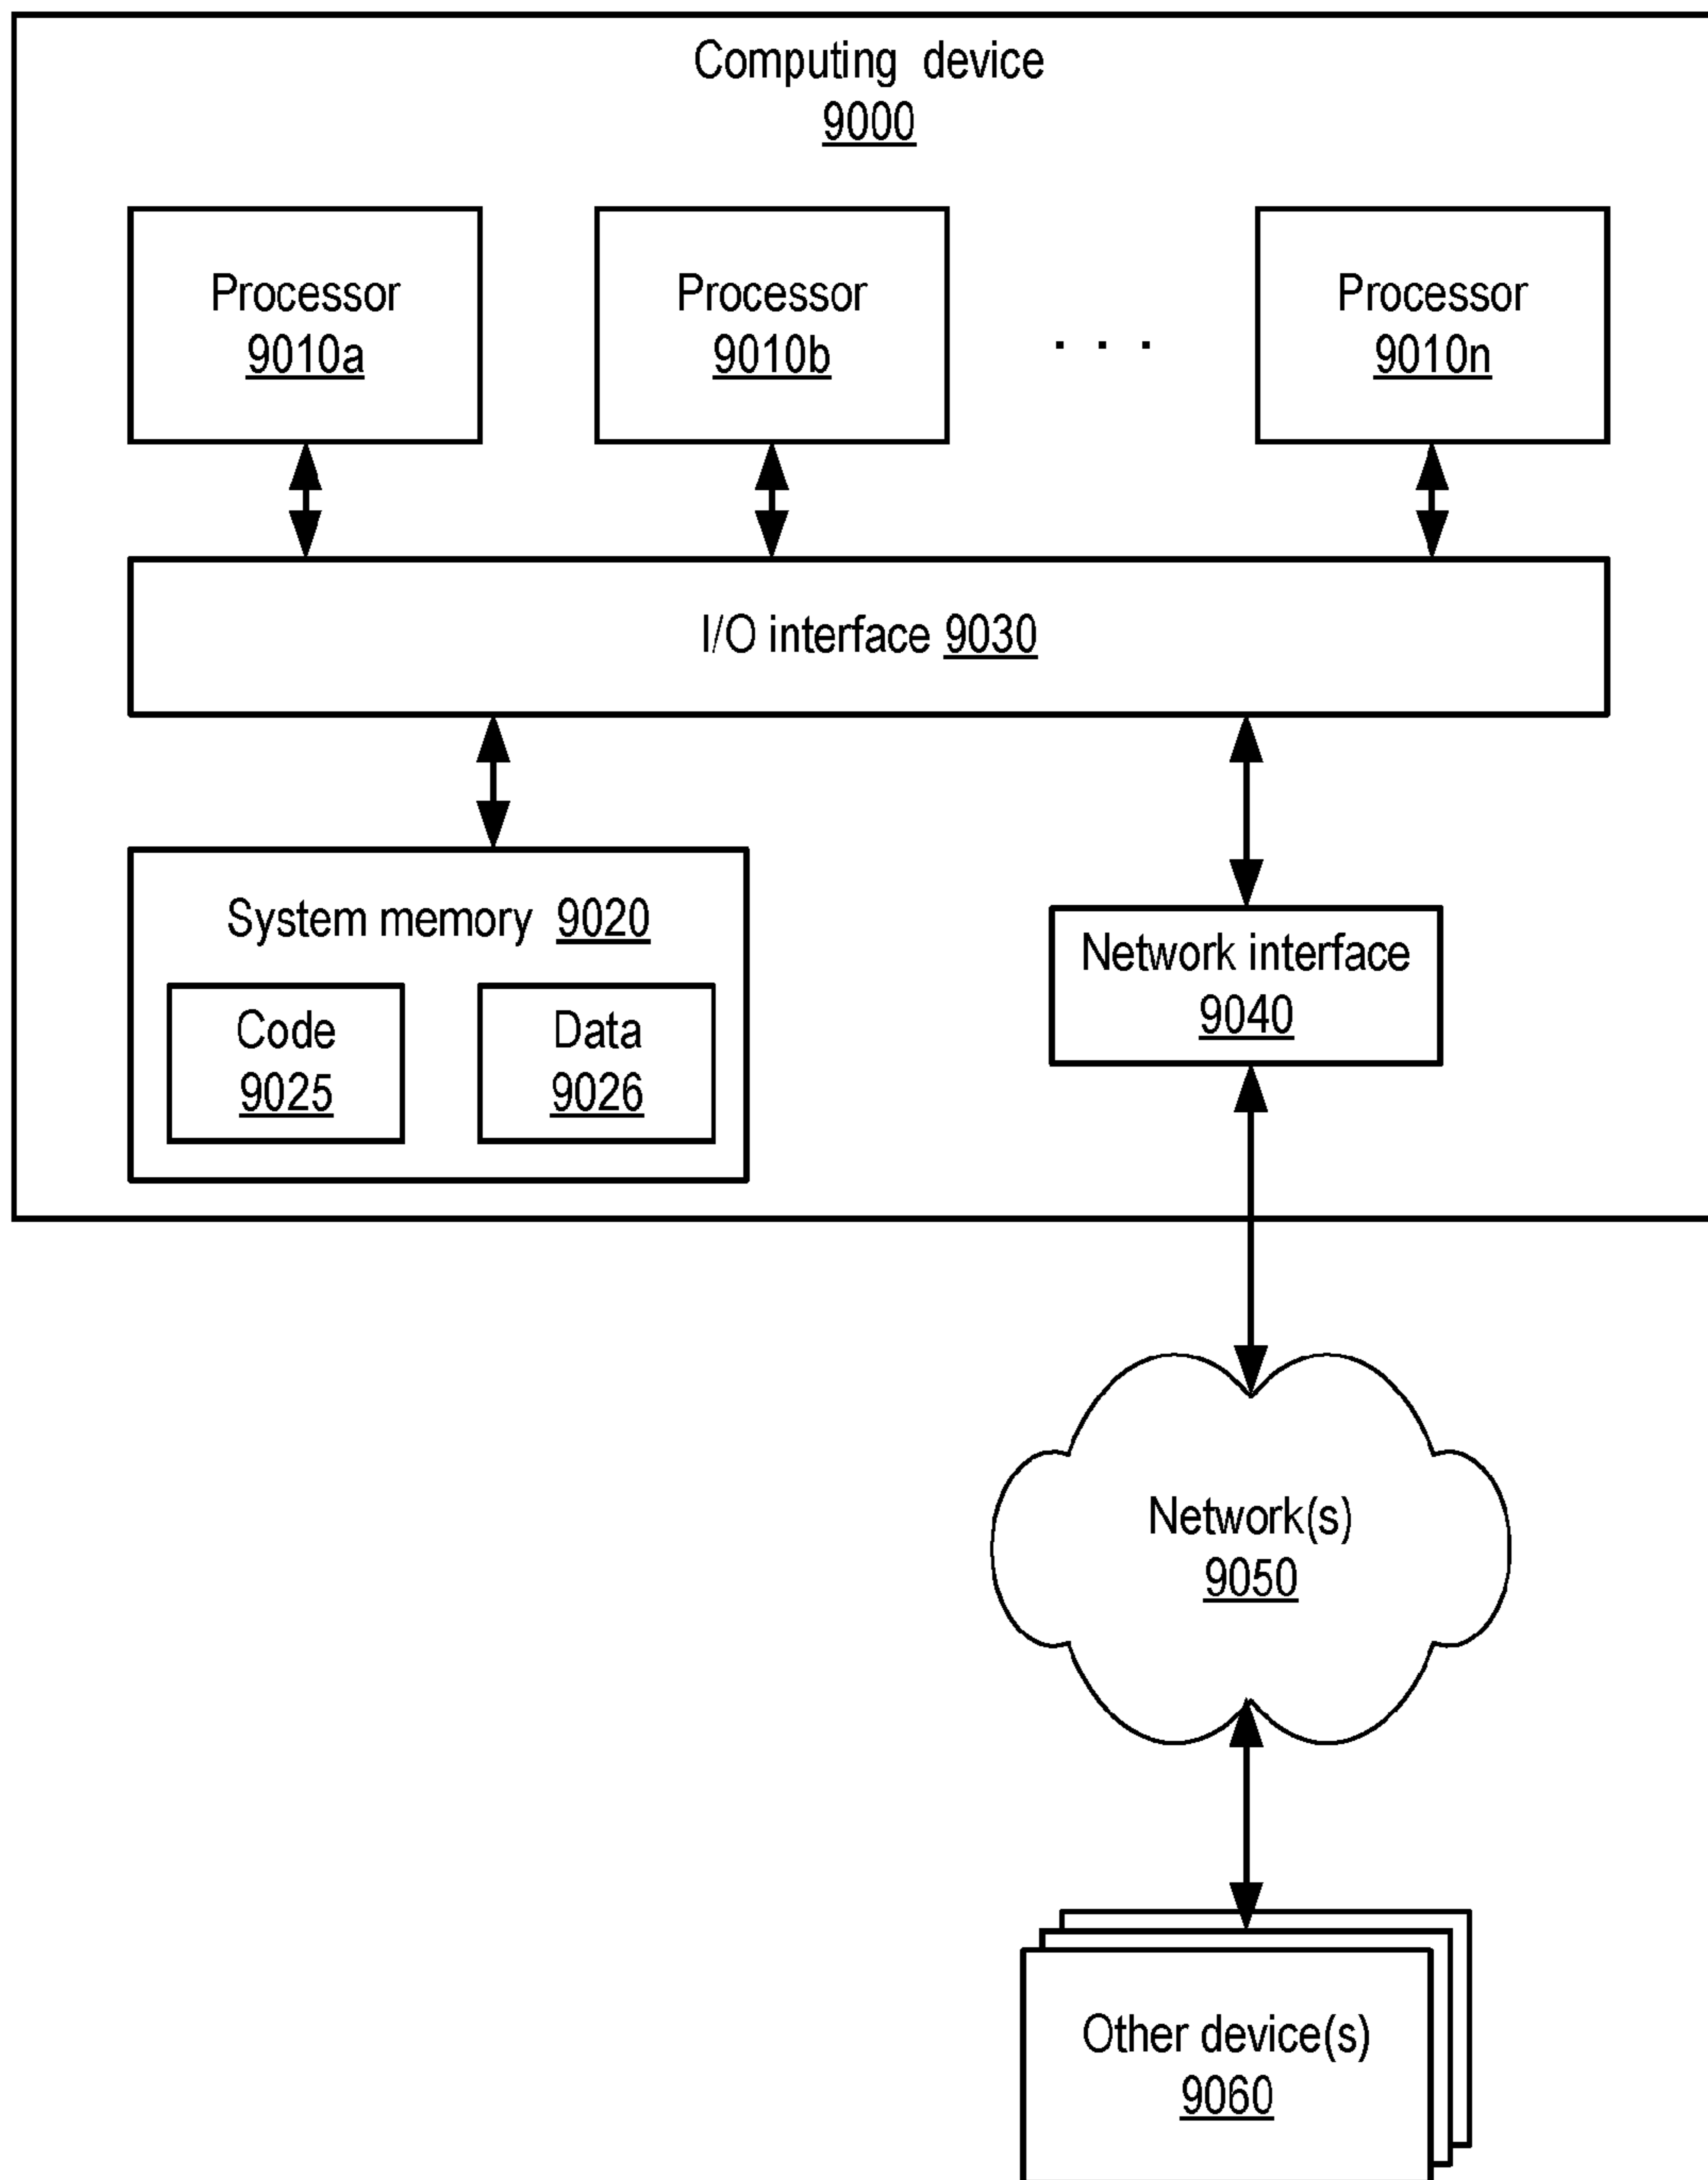 Computing device
9000
Processor
9010a
Processor
9010b
. . .
Processor
9010n
I/O interface 9030
System memory 9020
Code
9025
Data
9026
Network interface
9040
Network(s)
9050
Other device(s)
9060